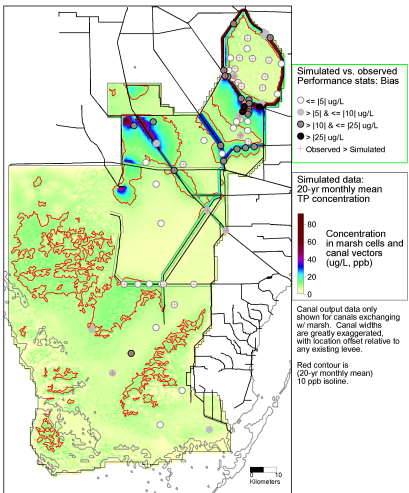 Simulated vs. observed
Performance stats: Bias
<= |5| ug/L
> |5| & <= |10| ug/L
> |10| & <= |25| ug/L
> |25| ug/L
+ Observed > Simulated
Simulated data:
20-yr monthly mean
TP concentration
80
60
40
20
0
Concentration
in marsh cells and
canal vectors
(ug/L, ppb)
Canal output data only
shown for canals exchanging
w/ marsh. Canal widths
are greatly exaggerated,
with location offset relative to
any existing levee.
Red contour is
(20-yr monthly mean)
10 ppb isoline.
10
Kilometers